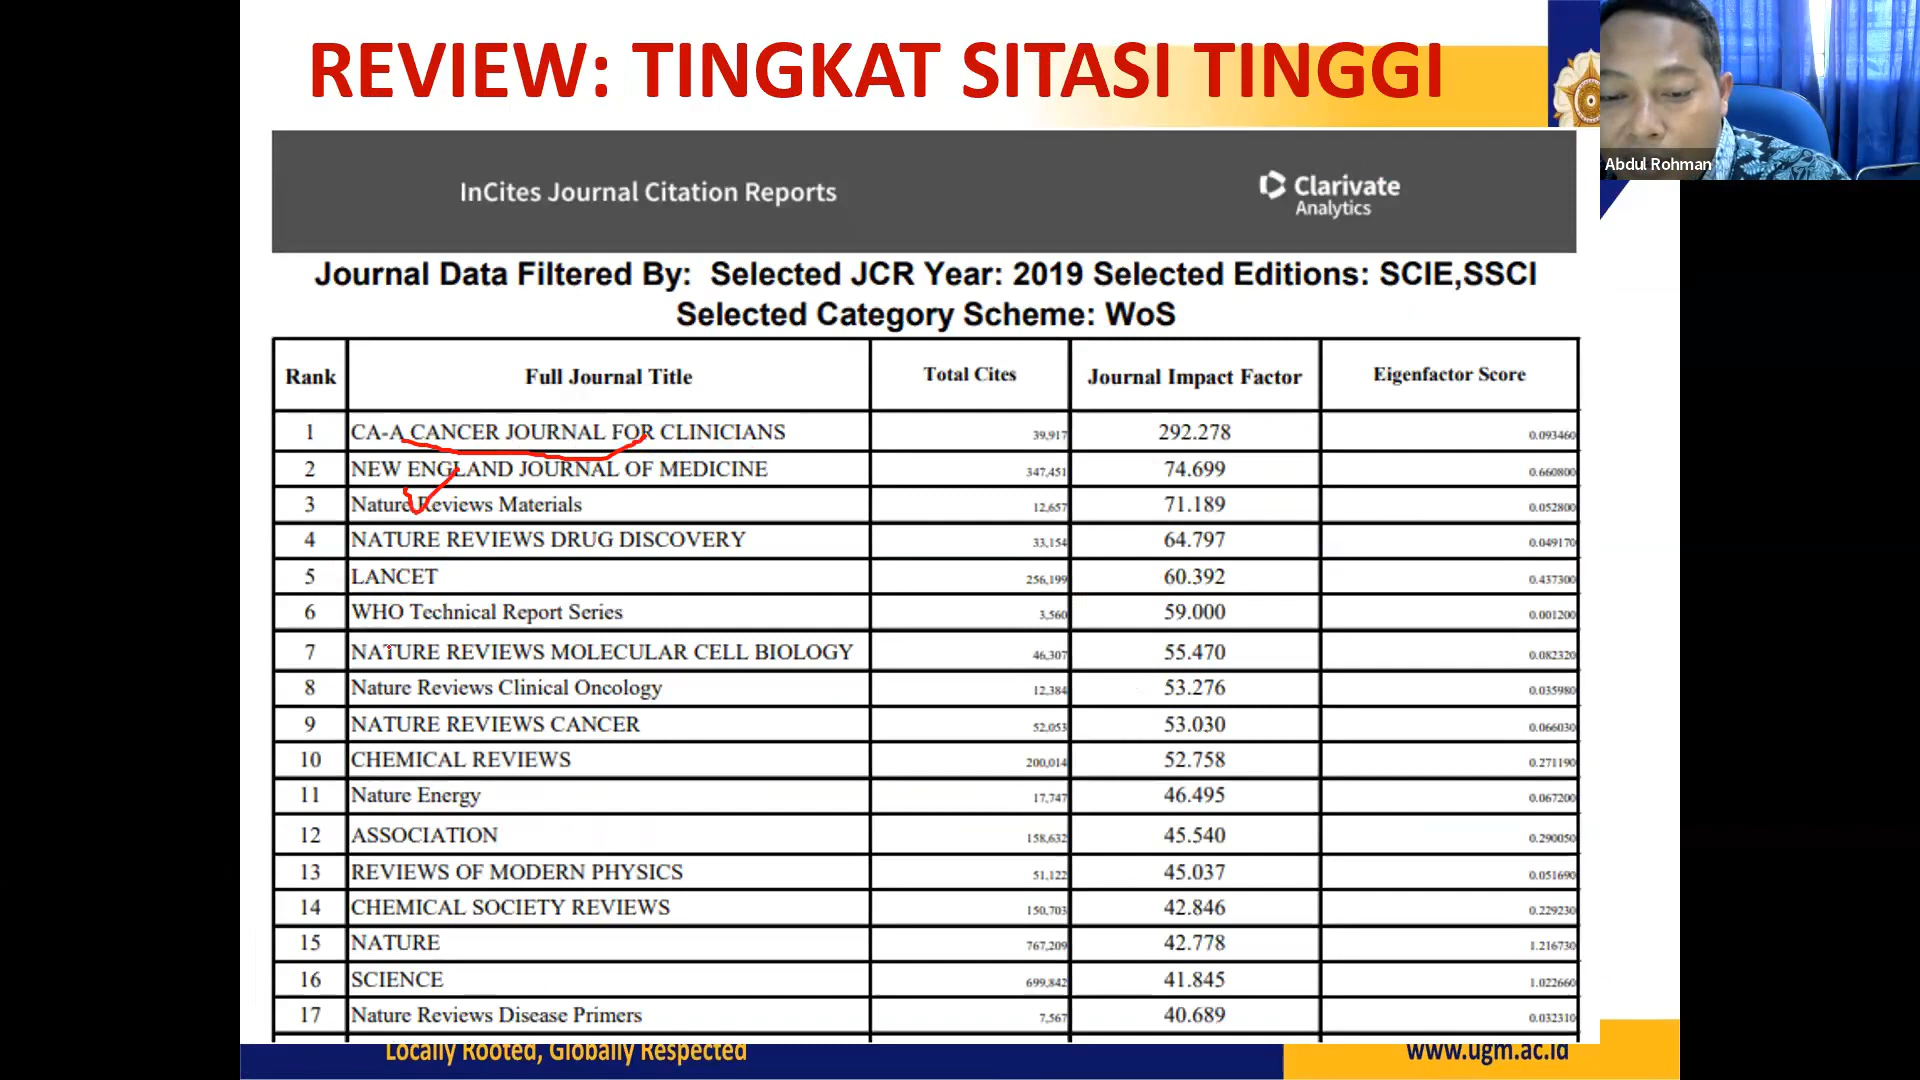 REVIEW: TINGKAT SITASI TINGGI
Abdul Rohman
InCites Journal Citation Reports
Clarivate
Analytics
Journal Data Filtered By: Selected JCR Year: 2019 Selected Editions: SCIE,SSCI
Selected Category Scheme: WoS
Rank Full Journal Title Total Cites Journal Impact Factor Eigenfactor Score
1 CA-A CANCER JOURNAL FOR CLINICIANS 39,917 292.278 0.093460
2 NEW ENGLAND JOURNAL OF MEDICINE 347,451 74.699 0.660800
3 Nature Reviews Materials 12,657 71.189 0.052800
4 NATURE REVIEWS DRUG DISCOVERY 33,154 64.797 0.049170
5 LANCET 256,199 60.392 0.437300
6 WHO Technical Report Series 3,560 59.000 0.001200
7 NATURE REVIEWS MOLECULAR CELL BIOLOGY 46,307 55.470 0.082320
8 Nature Reviews Clinical Oncology 12,384 53.276 0.035980
9 NATURE REVIEWS CANCER 52,053 53.030 0.066030
10 CHEMICAL REVIEWS 200,014 52.758 0.271190
11 Nature Energy 17,747 46.495 0.067200
12 ASSOCIATION 158,632 45.540 0.290050
13 REVIEWS OF MODERN PHYSICS 51,122 45.037 0.051690
14 CHEMICAL SOCIETY REVIEWS 150,703 42.846 0.229230
15 NATURE 767,209 42.778 1.216730
16 SCIENCE 699,842 41.845 1.022660
17 Nature Reviews Disease Primers 7,567 40.689 0.032310
Locally Rooted, Globally Respected
www.ugm.ac.id